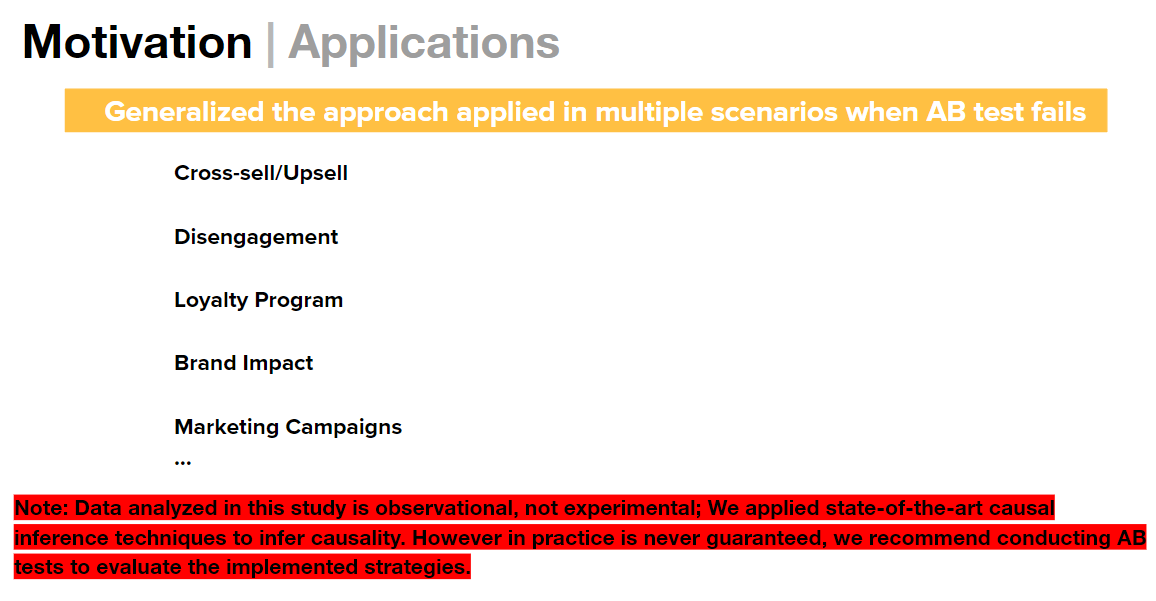 Motivation | Applications
Generalized the approach applied in multiple scenarios when AB test fails
Cross-sell/Upsell
Disengagement
Loyalty Program
Brand Impact
Marketing Campaigns
...
Note: Data analyzed in this study is observational, not experimental; We applied state-of-the-art causal
inference techniques to infer causality. However in practice is never guaranteed, we recommend conducting AB
tests to evaluate the implemented strategies.